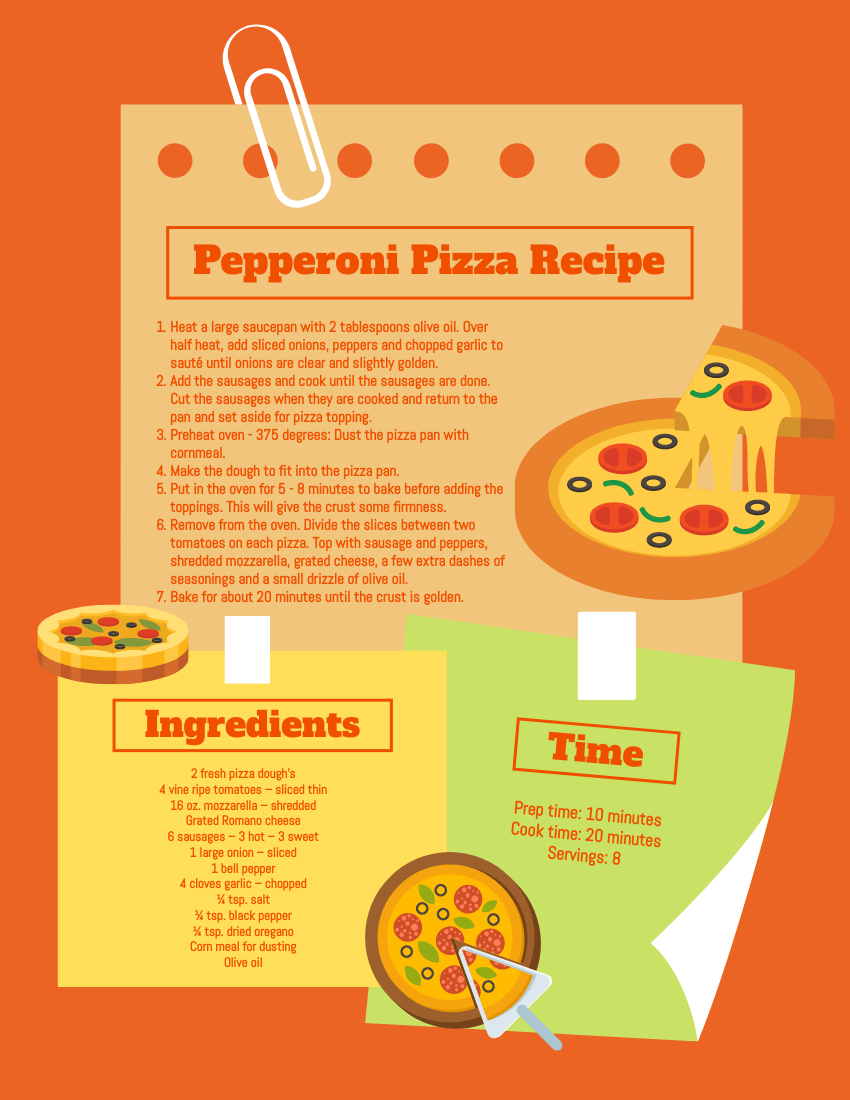 Pepperoni Pizza Recipe
1. Heat a large saucepan with 2 tablespoons olive oil. Over
half heat, add sliced onions, peppers and chopped garlic to
sauté until onions are clear and slightly golden.
2. Add the sausages and cook until the sausages are done.
Cut the sausages when they are cooked and return to the
pan and set aside for pizza topping.
3. Preheat oven - 375 degrees: Dust the pizza pan with
cornmeal.
4. Make the dough to fit into the pizza pan.
5. Put in the oven for 5 - 8 minutes to bake before adding the
toppings. This will give the crust some firmness.
6. Remove from the oven. Divide the slices between two
tomatoes on each pizza. Top with sausage and peppers,
shredded mozzarella, grated cheese, a few extra dashes of
seasonings and a small drizzle of olive oil.
7. Bake for about 20 minutes until the crust is golden.
Ingredients
2 fresh pizza dough's
4 vine ripe tomatoes – sliced thin
16 oz. mozzarella – shredded
Grated Romano cheese
6 sausages – 3 hot – 3 sweet
1 large onion – sliced
1 bell pepper
4 cloves garlic – chopped
¼ tsp. salt
¼ tsp. black pepper
¼ tsp. dried oregano
Corn meal for dusting
Olive oil
Time
Prep time: 10 minutes
Cook time: 20 minutes
Servings: 8